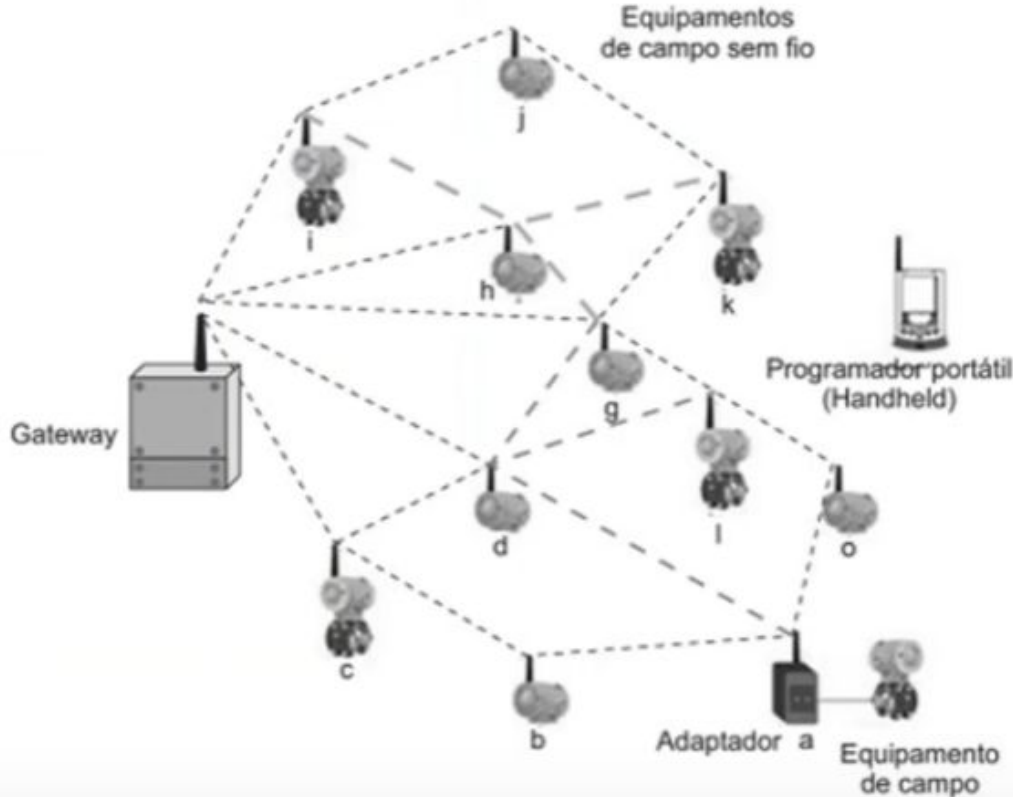 Equipamentos
de campo sem fio
j
i
h
k
Programador portátil
(Handheld)
g
Gateway
d
l
o
c
b
Adaptador a
Equipamento
de campo